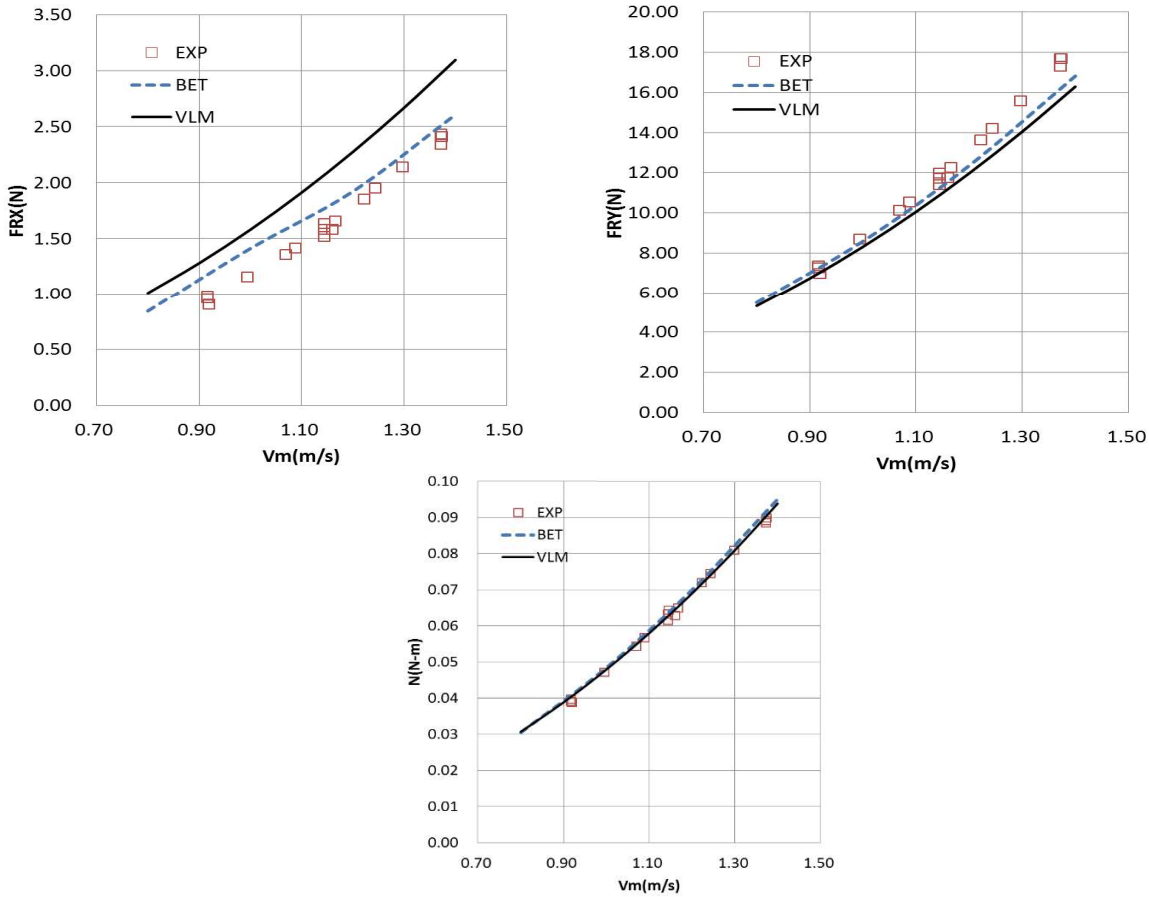 3.50
3.00
2.50
2.00
1.50
1.00
0.50
0.00
FRX(N)
EXP
BET
VLM
0.70 0.90 1.10 1.30 1.50
Vm(m/s)
20.00
18.00
16.00
14.00
12.00
10.00
8.00
6.00
4.00
2.00
0.00
FRY(N)
EXP
BET
VLM
0.70 0.90 1.10 1.30 1.50
Vm(m/s)
0.10
0.09
0.08
0.07
0.06
0.05
0.04
0.03
0.02
0.01
0.00
N(N-m)
EXP
BET
VLM
0.70 0.90 1.10 1.30 1.50
Vm(m/s)